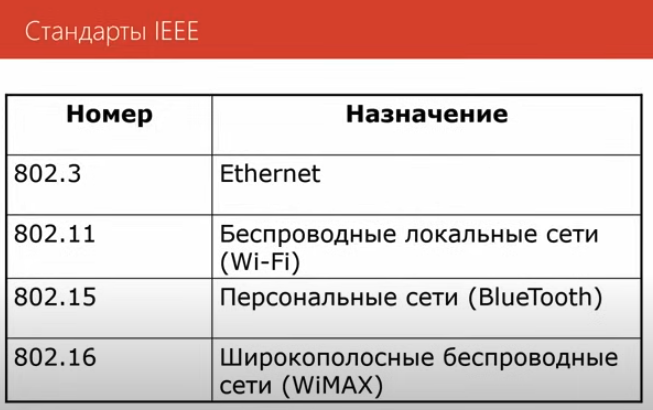 Стандарты IEEE
Номер
Назначение
802.3
Ethernet
802.11
Беспроводные локальные сети
(Wi-Fi)
802.15
Персональные сети (BlueTooth)
802.16
Широкополосные беспроводные
сети (WiMAX)